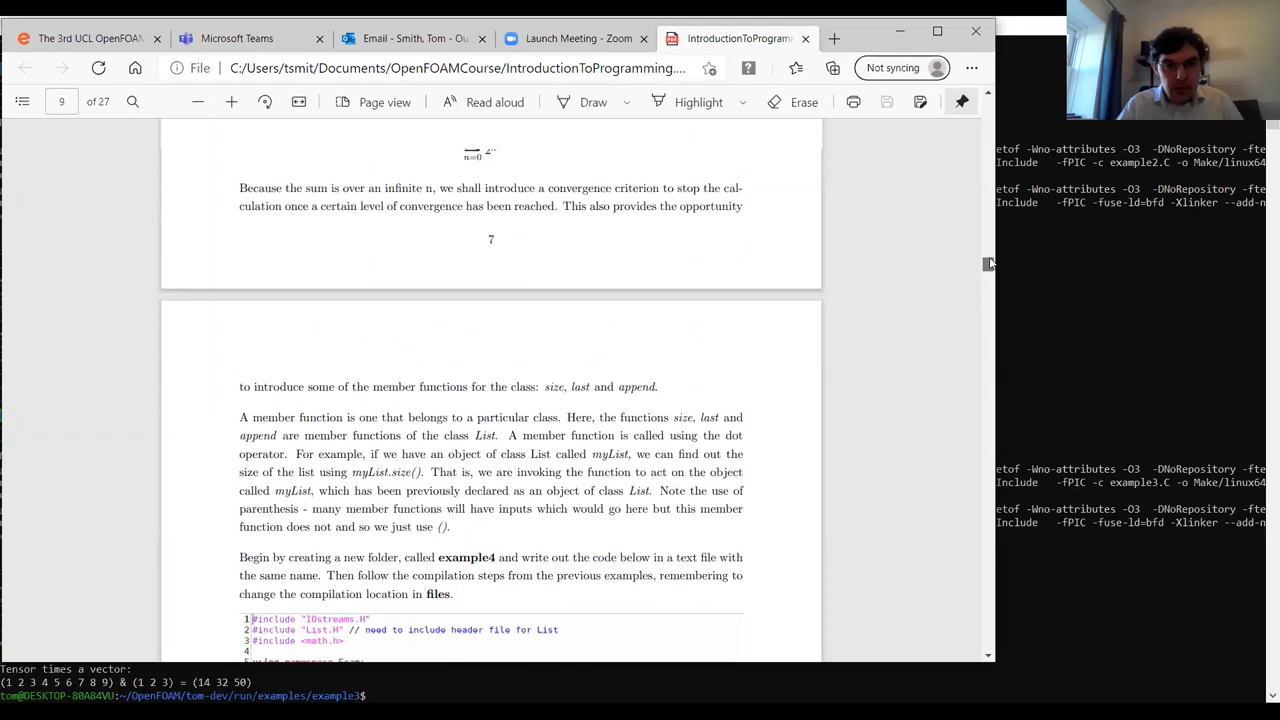 The 3rd UCL OpenFOAM
Microsoft Teams
Email - Smith, Tom - Ou
Launch Meeting - Zoom
IntroductionToProgramm
File
C:/Users/tsmit/Documents/OpenFOAMCourse/IntroductionToProgramming....
Not syncing
9 of 27
Page view
Read aloud
Draw
Highlight
Erase
n=0
Because the sum is over an infinite n, we shall introduce a convergence criterion to stop the cal-
culation once a certain level of convergence has been reached. This also provides the opportunity
7
to introduce some of the member functions for the class: size, last and append.
A member function is one that belongs to a particular class. Here, the functions size, last and
append are member functions of the class List. A member function is called using the dot
operator. For example, if we have an object of class List called myList, we can find out the
size of the list using myList.size(). That is, we are invoking the function to act on the object
called myList, which has been previously declared as an object of class List. Note the use of
parenthesis - many member functions will have inputs which would go here but this member
function does not and so we just use ().
Begin by creating a new folder, called example4 and write out the code below in a text file with
the same name. Then follow the compilation steps from the previous examples, remembering to
change the compilation location in files.
1 #include "IOstreams.H"
2 #include "List.H" // need to include header file for List
3 #include <math.h>
4
etof -Wno-attributes -O3 -DNoRepository -fte
Include -fPIC -c example2.C -o Make/linux64
etof -Wno-attributes -O3 -DNoRepository -fte
Include -fPIC -fuse-ld=bfd -Xlinker --add-n
etof -Wno-attributes -O3 -DNoRepository -fte
Include -fPIC -c example3.C -o Make/linux64
etof -Wno-attributes -O3 -DNoRepository -fte
Include -fPIC -fuse-ld=bfd -Xlinker --add-n
Tensor times a vector:
(1 2 3 4 5 6 7 8 9) & (1 2 3) = (14 32 50)
tom@DESKTOP-80A84VU:~/OpenFOAM/tom-dev/run/examples/example3$